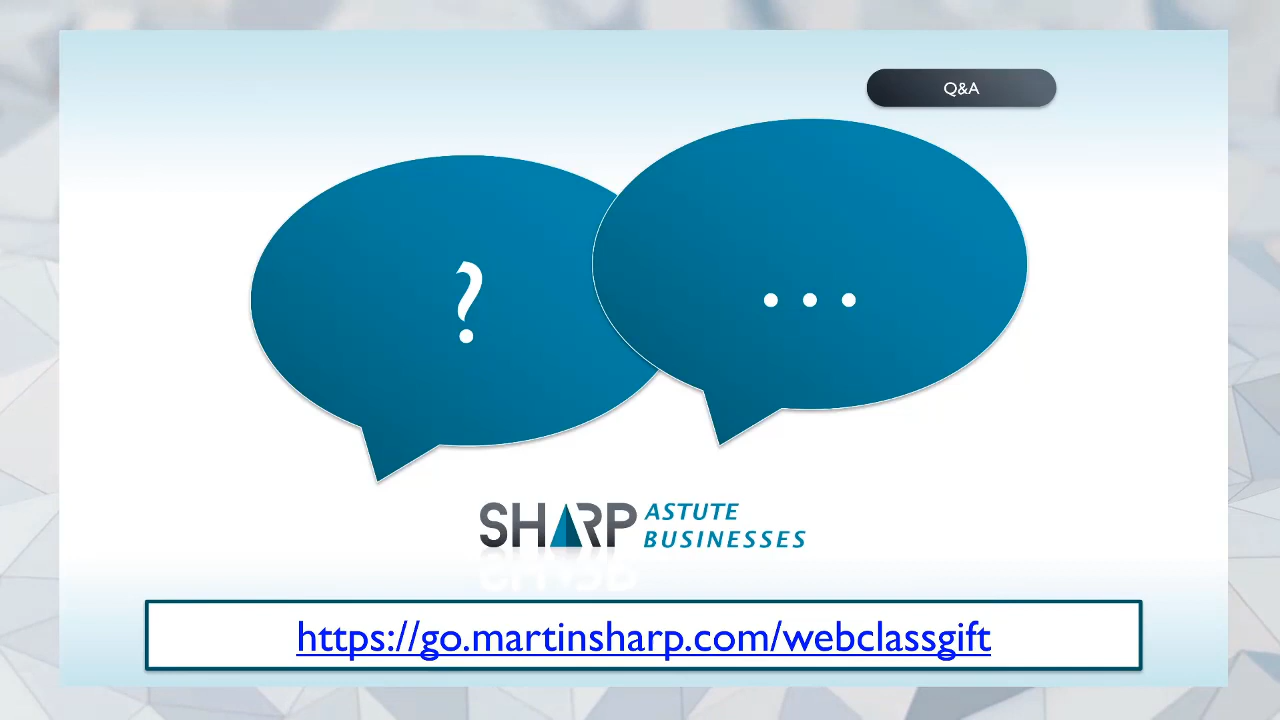 Q&A
?
...
SHARP ASTUTE
BUSINESSES
https://go.martinsharp.com/webclassgift